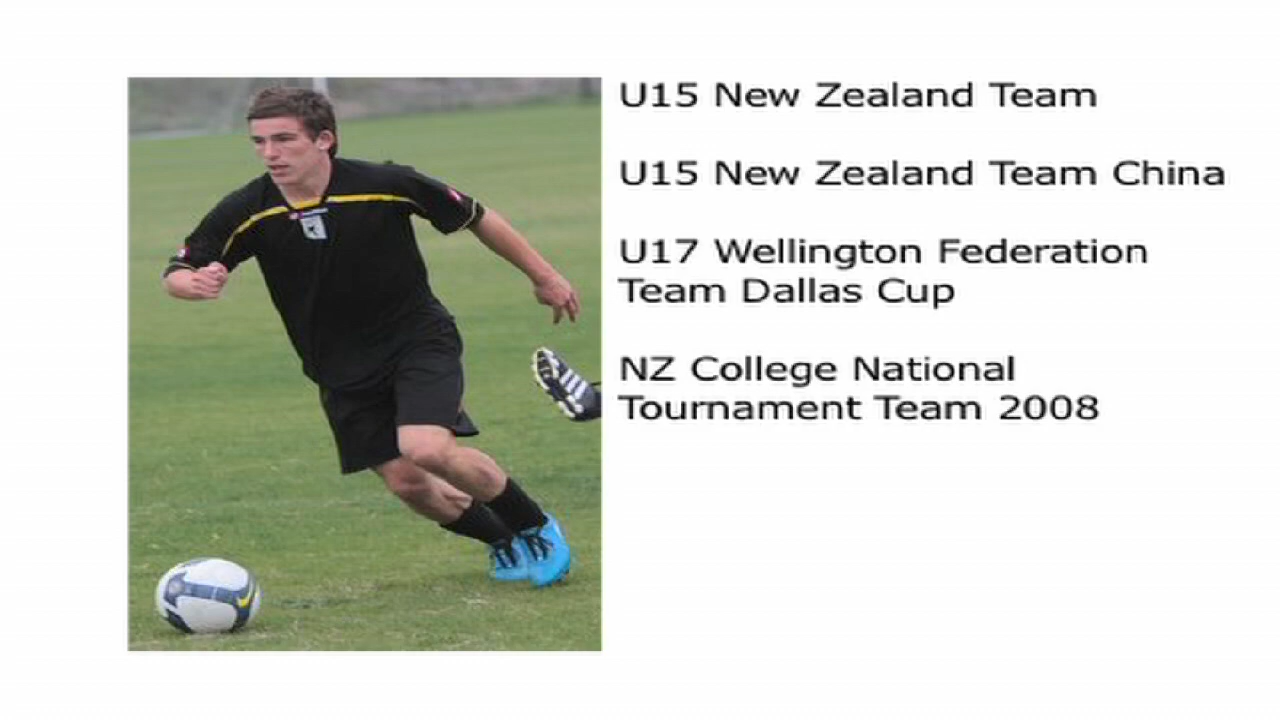 U15 New Zealand Team
U15 New Zealand Team China
U17 Wellington Federation
Team Dallas Cup
NZ College National
Tournament Team 2008